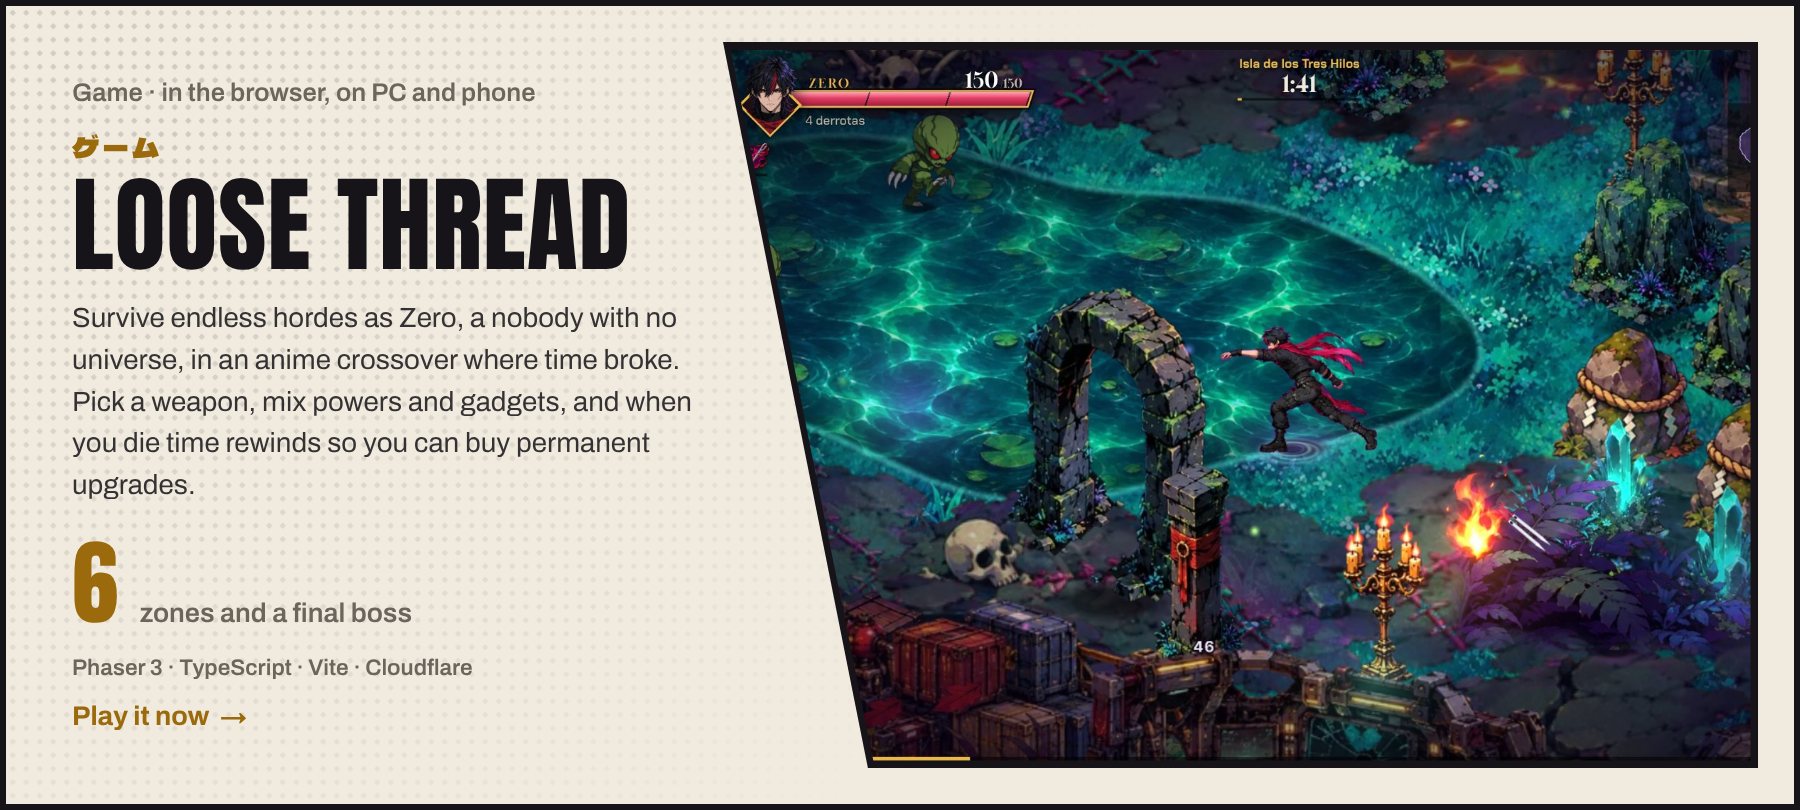 Game · in the browser, on PC and phone
ゲーム
LOOSE THREAD
Survive endless hordes as Zero, a nobody with no
universe, in an anime crossover where time broke.
Pick a weapon, mix powers and gadgets, and when
you die time rewinds so you can buy permanent
upgrades.
6 zones and a final boss
Phaser 3 · TypeScript · Vite · Cloudflare
Play it now →
ZERO 150/150
4 derrotas
Isla de los Tres Hilos
1:41
46